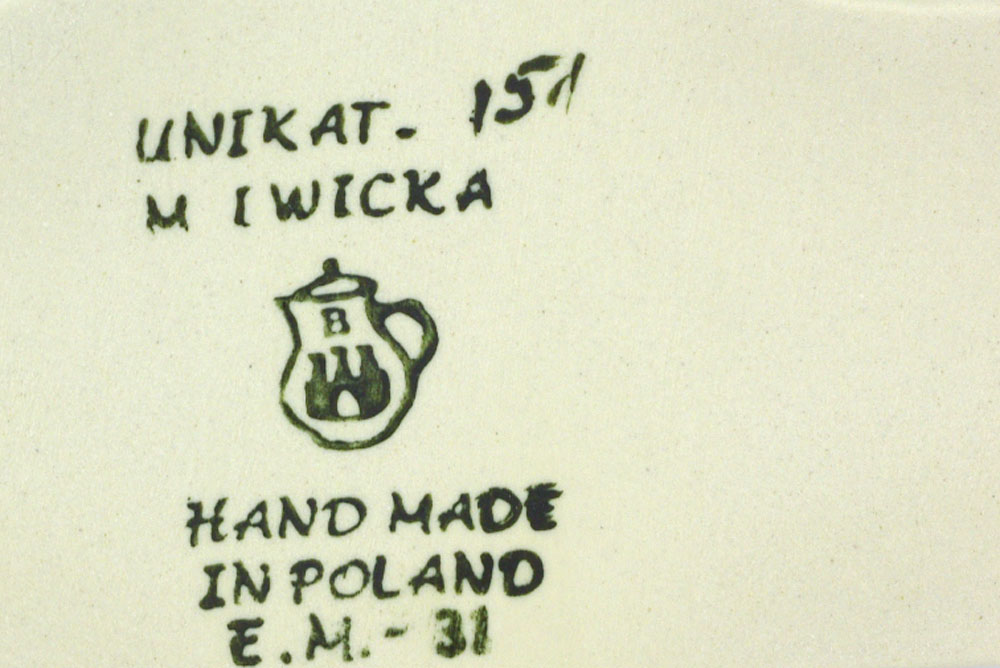 UNIKAT. 151
M IWICKA
B
HAND MADE
IN POLAND
E.M.- 31